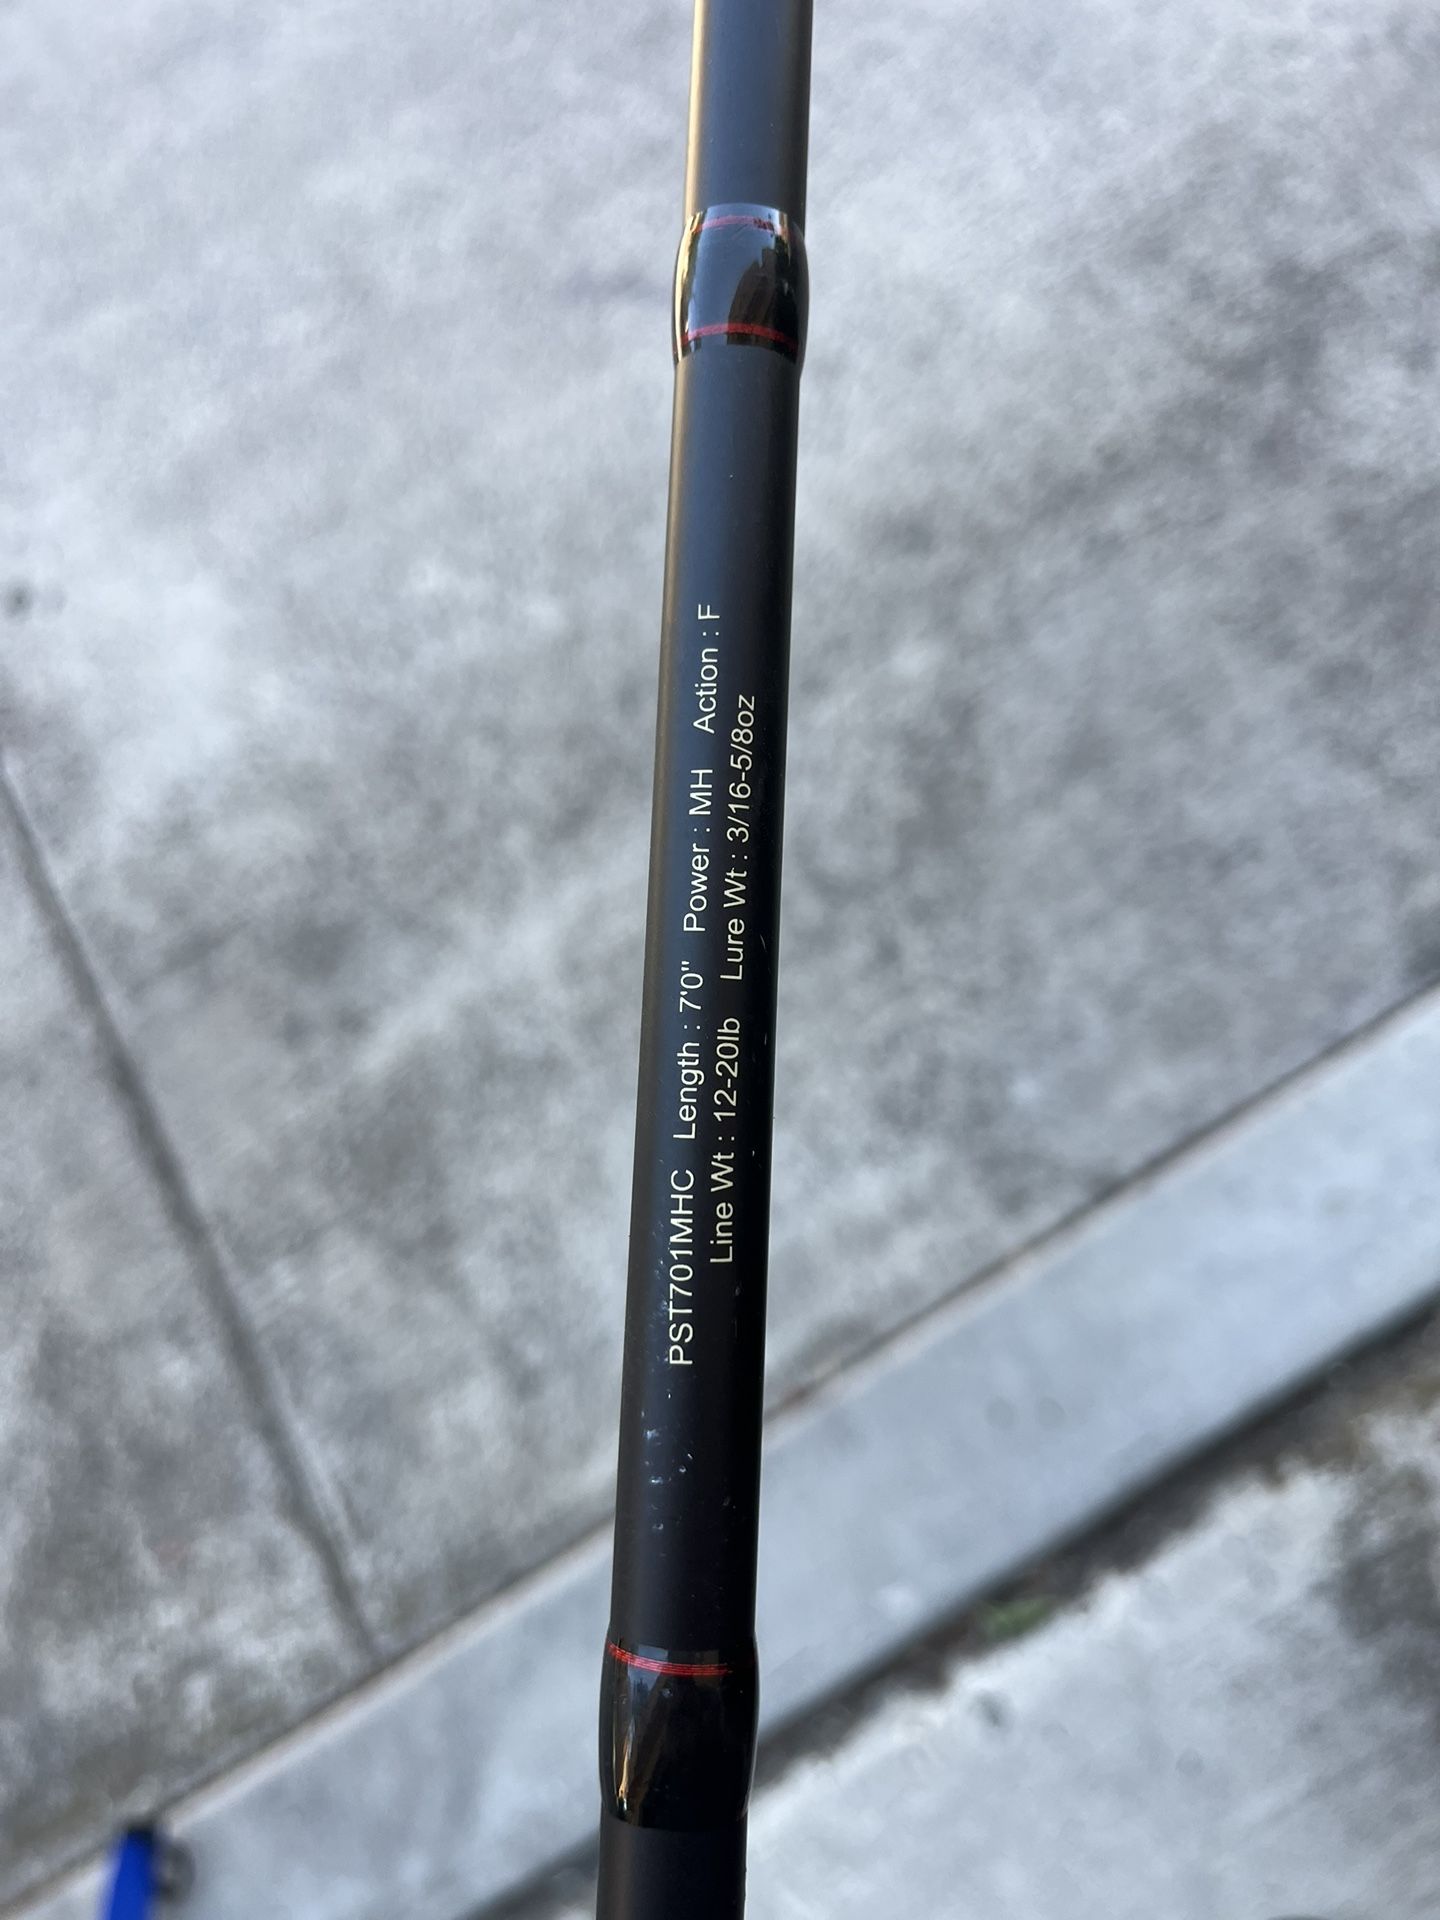 PST701MHC Length : 7'0" Power : MH Action : F
Line Wt : 12-20lb Lure Wt : 3/16-5/8oz